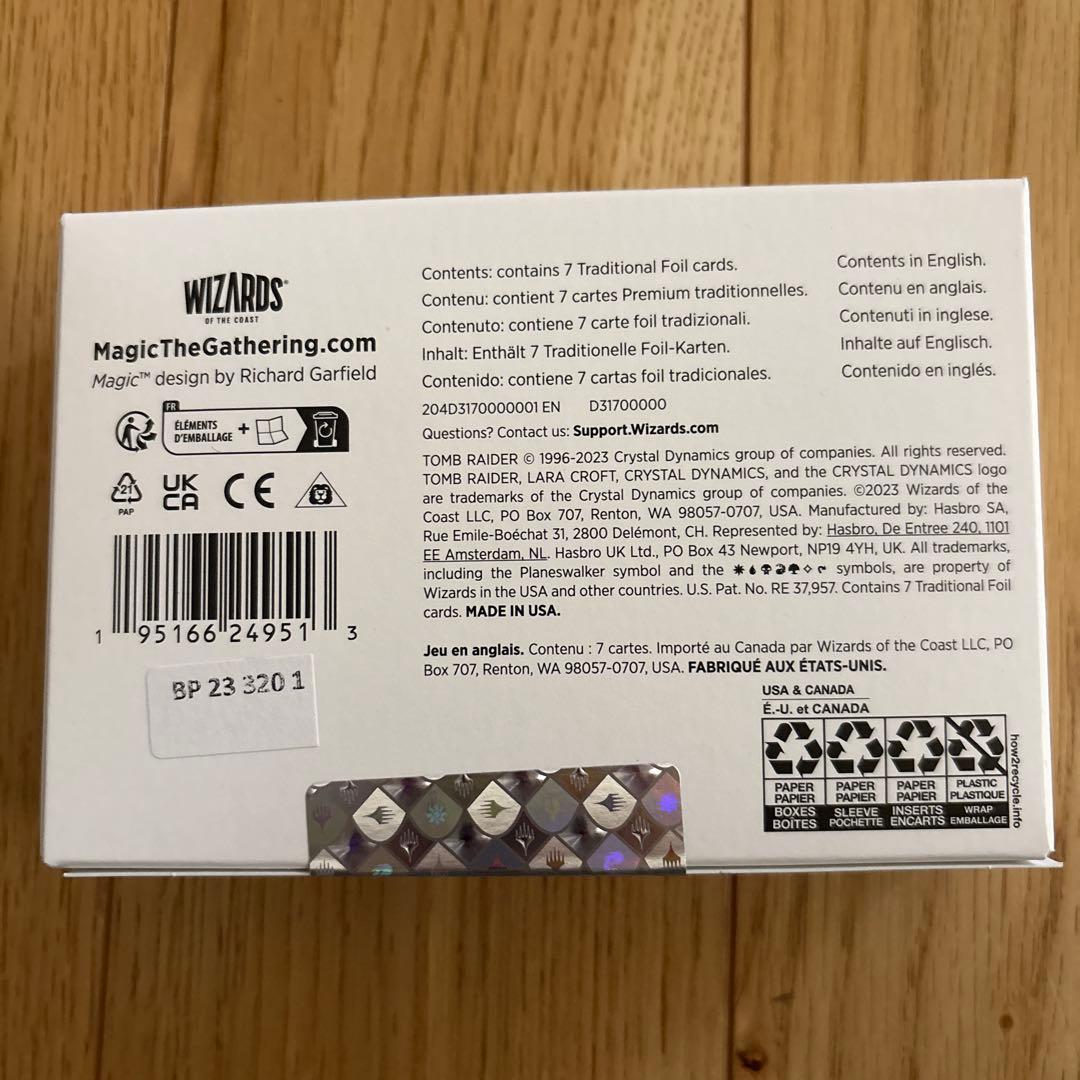 WIZARDS®
OF THE COAST
MagicTheGathering.com
Magic™ design by Richard Garfield
FR
ÉLÉMENTS
D'EMBALLAGE +
21
PAP
UK
CA
CE
1 95166 24951 3
BP 23 320 1
Contents: contains 7 Traditional Foil cards.
Contenu: contient 7 cartes Premium traditionnelles.
Contenuto: contiene 7 carte foil tradizionali.
Inhalt: Enthält 7 Traditionelle Foil-Karten.
Contenido: contiene 7 cartas foil tradicionales.
Contents in English.
Contenu en anglais.
Contenuti in inglese.
Inhalte auf Englisch.
Contenido en inglés.
204D3170000001 EN D31700000
Questions? Contact us: Support.Wizards.com
TOMB RAIDER © 1996-2023 Crystal Dynamics group of companies. All rights reserved.
TOMB RAIDER, LARA CROFT, CRYSTAL DYNAMICS, and the CRYSTAL DYNAMICS logo
are trademarks of the Crystal Dynamics group of companies. ©2023 Wizards of the
Coast LLC, PO Box 707, Renton, WA 98057-0707, USA. Manufactured by: Hasbro SA,
Rue Emile-Boéchat 31, 2800 Delémont, CH. Represented by: Hasbro, De Entree 240, 1101
EE Amsterdam, NL. Hasbro UK Ltd., PO Box 43 Newport, NP19 4YH, UK. All trademarks,
including the Planeswalker symbol and the symbols, are property of
Wizards in the USA and other countries. U.S. Pat. No. RE 37,957. Contains 7 Traditional Foil
cards. MADE IN USA.
Jeu en anglais. Contenu : 7 cartes. Importé au Canada par Wizards of the Coast LLC, PO
Box 707, Renton, WA 98057-0707, USA. FABRIQUÉ AUX ÉTATS-UNIS.
USA & CANADA
É.-U. et CANADA
PAPER PAPER PAPER PLASTIC
PAPIER PAPIER PAPIER PLASTIQUE
BOXES SLEEVE INSERTS WRAP
BOÎTES POCHETTE ENCARTS EMBALLAGE
how2recycle.info